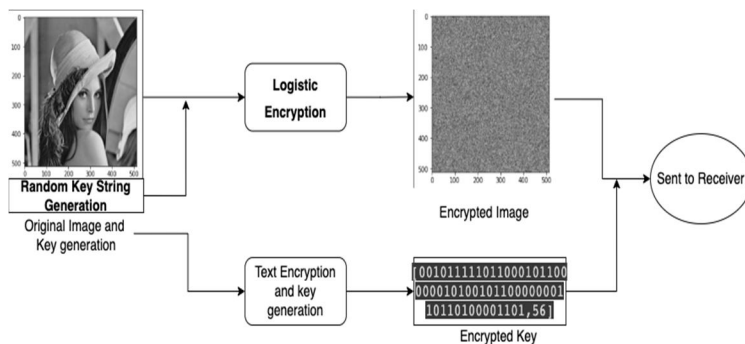 0
100
200
300
400
500
0 100 200 300 400 500
Random Key String
Generation
Original Image and
Key generation
Logistic
Encryption
0
100
200
300
400
500
0 100 200 300 400 500
Encrypted Image
Sent to Receiver
Text Encryption
and key
generation
[001011111011000101100
000010100101100000001
10110100001101,56]
Encrypted Key